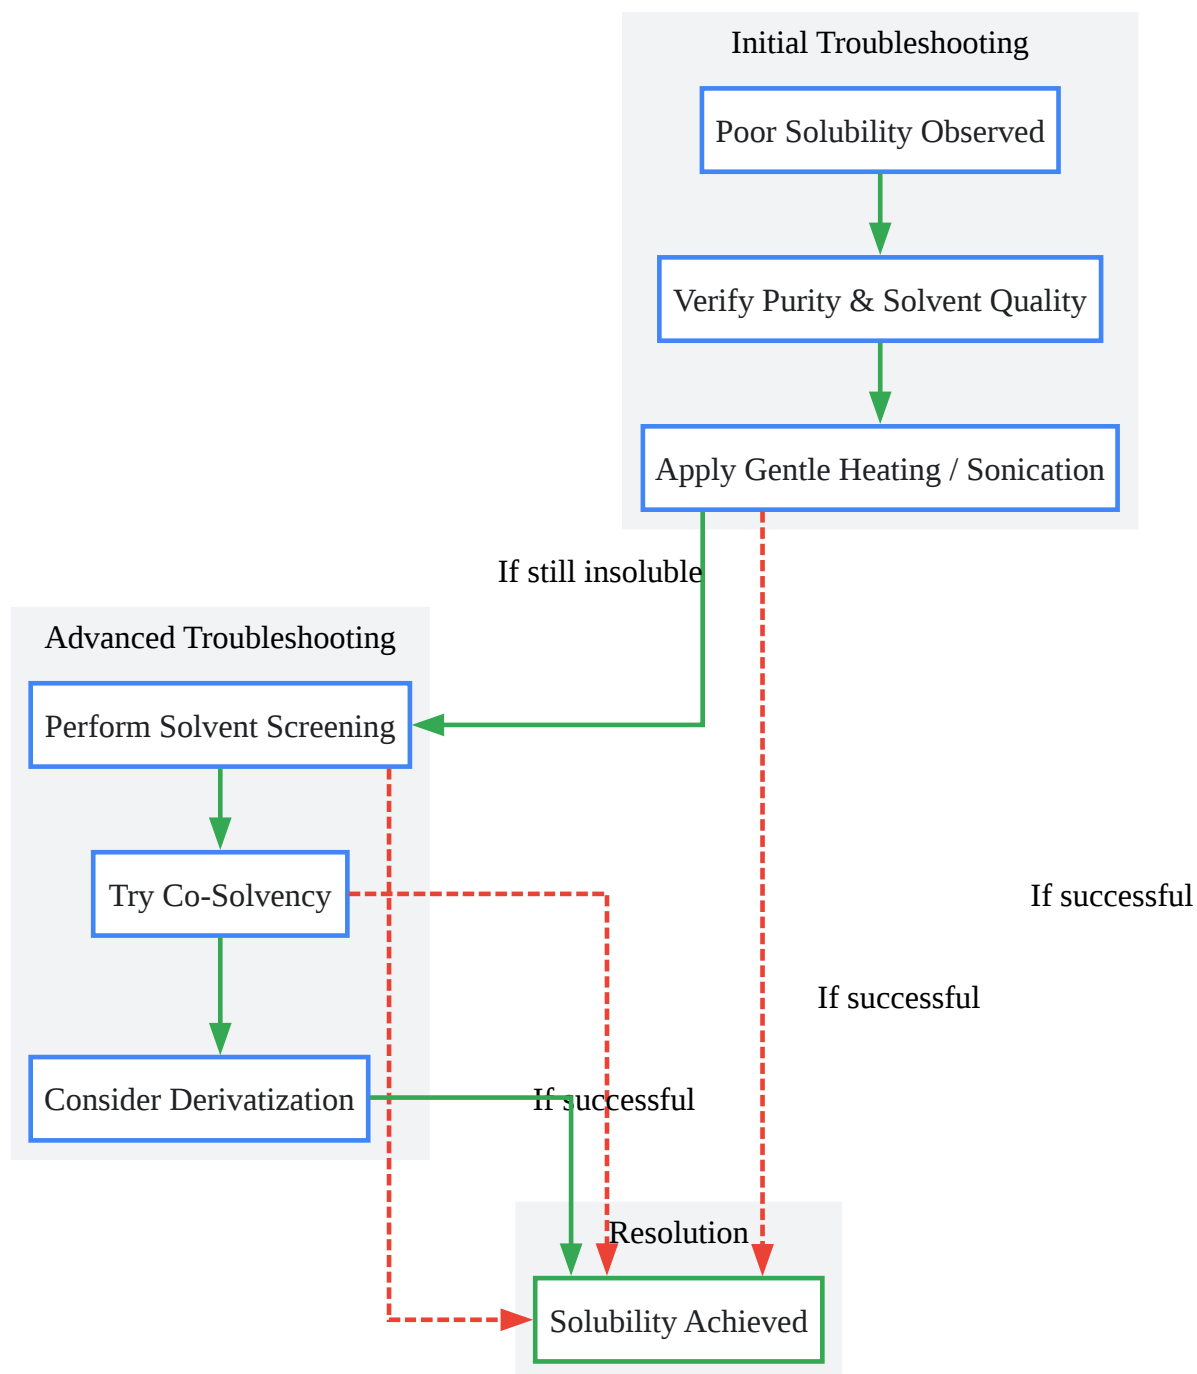 Initial Troubleshooting
Poor Solubility Observed
Verify Purity & Solvent Quality
Apply Gentle Heating / Sonication
If still insoluble
Advanced Troubleshooting
Perform Solvent Screening
Try Co-Solvency
If successful
If successful
Consider Derivatization
If successful
Resolution
Solubility Achieved